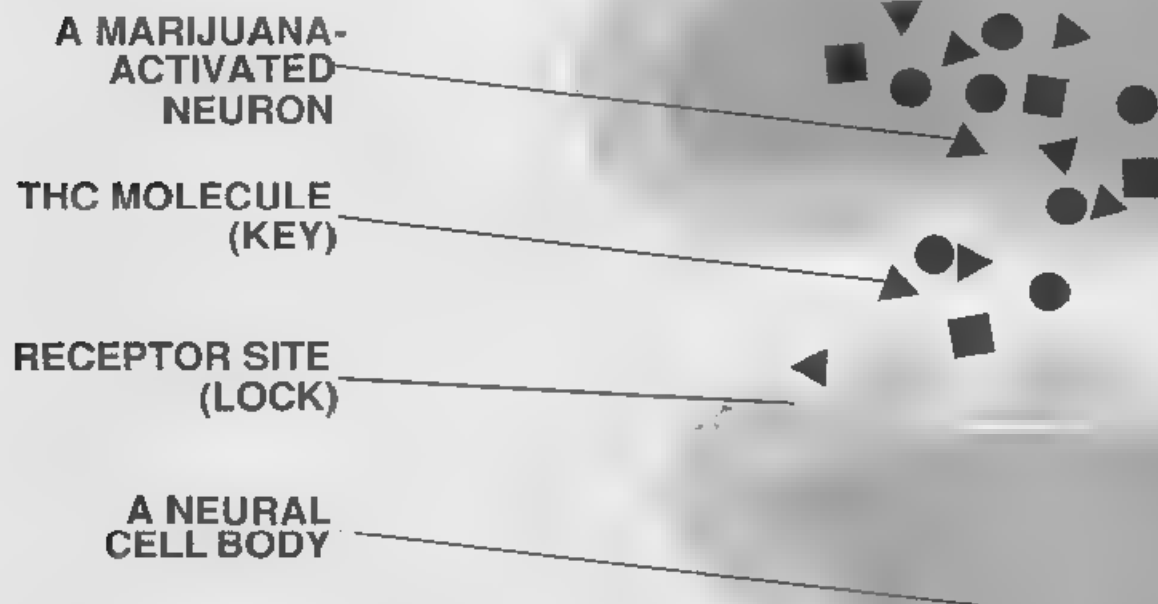 A MARIJUANA-
ACTIVATED
NEURON
THC MOLECULE
(KEY)
RECEPTOR SITE
(LOCK)
A NEURAL
CELL BODY